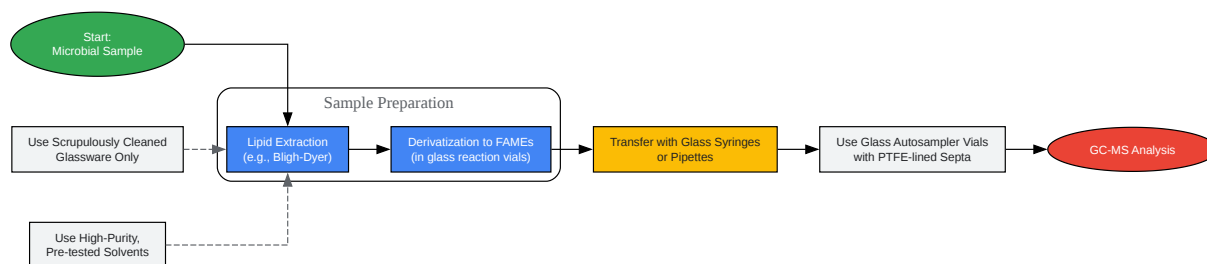 Start:
Microbial Sample
Sample Preparation
Use Scrupulously Cleaned
Glassware Only
Lipid Extraction
(e.g., Bligh-Dyer)
Derivatization to FAMEs
(in glass reaction vials)
Transfer with Glass Syringes
or Pipettes
Use Glass Autosampler Vials
with PTFE-lined Septa
GC-MS Analysis
Use High-Purity,
Pre-tested Solvents